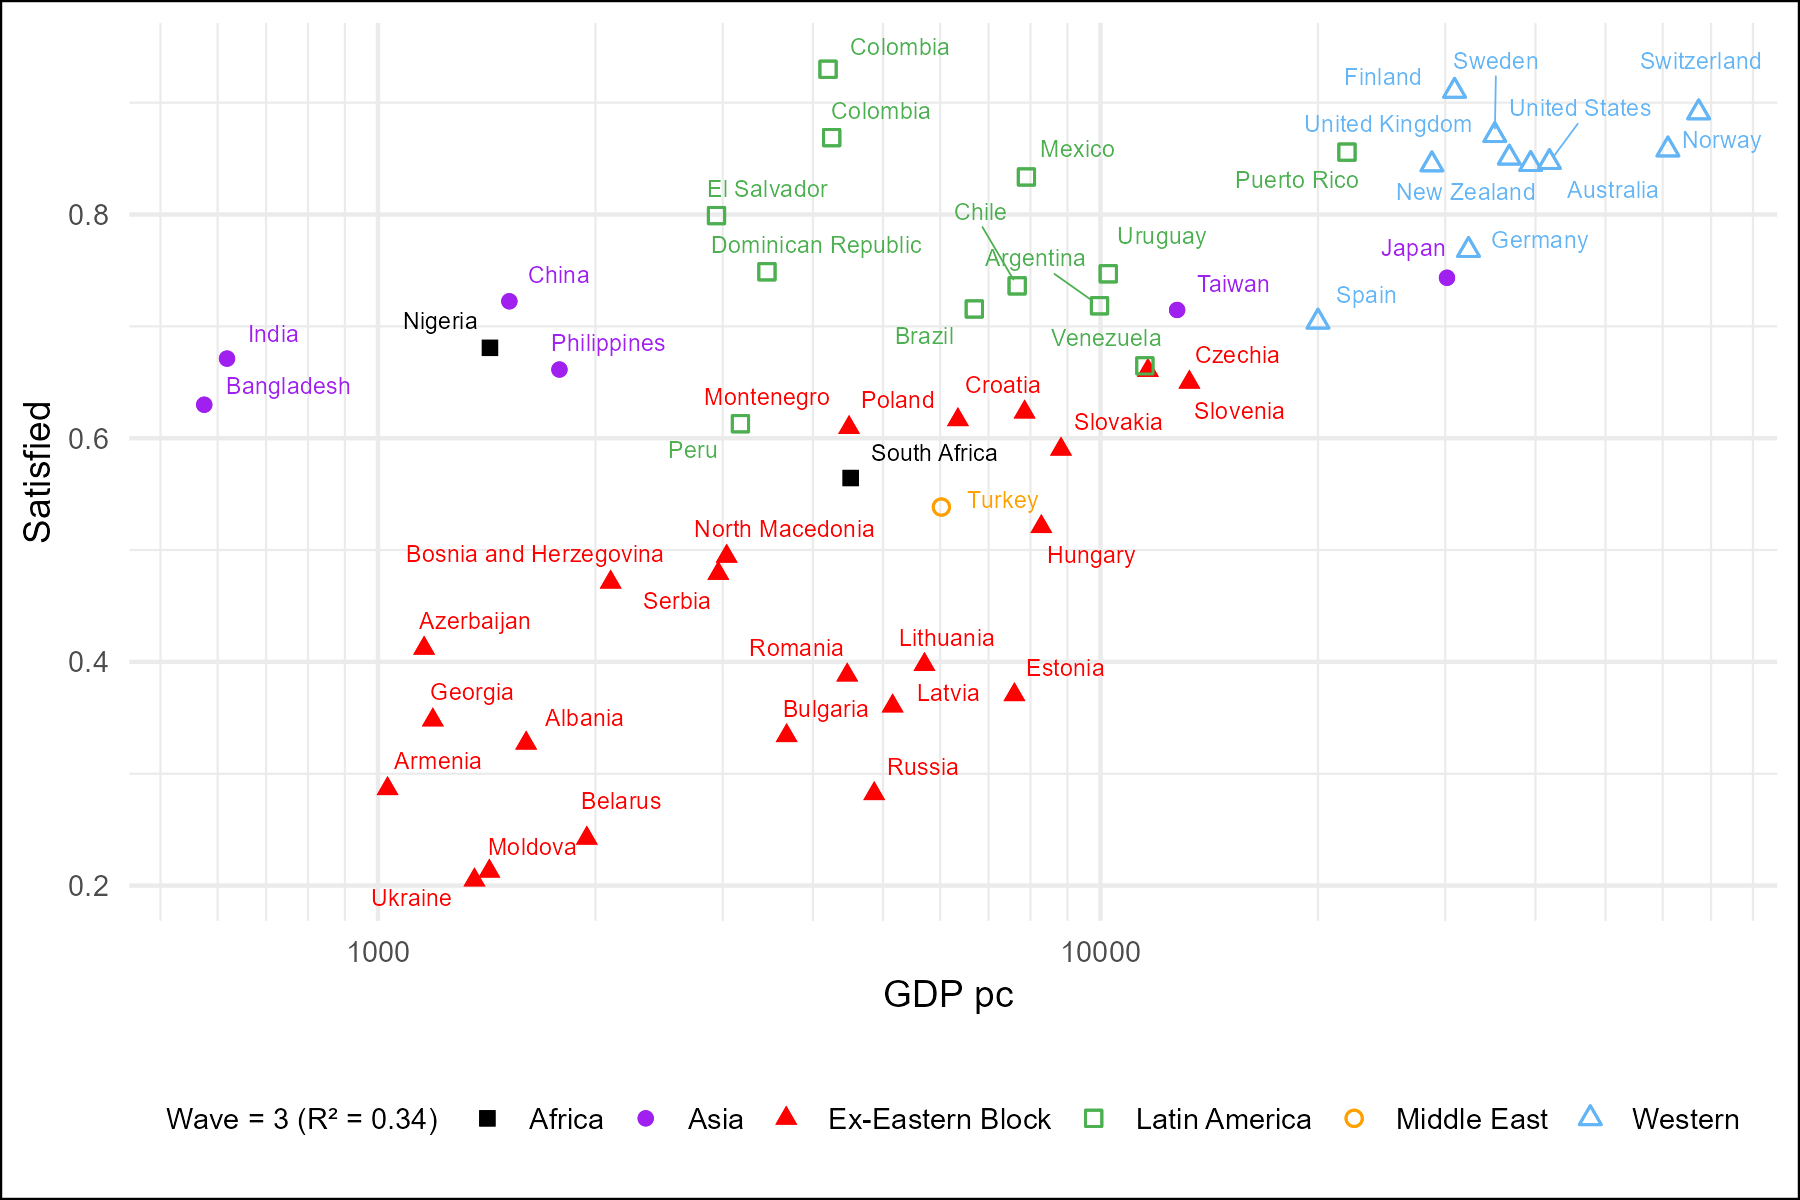 Colombia
Sweden
Switzerland
Finland
Colombia
United States
United Kingdom
Norway
Mexico
Puerto Rico
El Salvador
New Zealand
Australia
Chile
Uruguay
Dominican Republic
Germany
Japan
Argentina
China
Taiwan
Spain
Nigeria
India
Brazil
Venezuela
Philippines
Czechia
Bangladesh
Croatia
Montenegro
Poland
Slovenia
Slovakia
Peru
South Africa
Turkey
North Macedonia
Bosnia and Herzegovina
Hungary
Serbia
Azerbaijan
Lithuania
Romania
Estonia
Georgia
Latvia
Bulgaria
Albania
Armenia
Russia
Belarus
Moldova
Ukraine
0.8
0.6
0.4
0.2
Satisfied
1000 10000
GDP pc
Wave = 3 (R² = 0.34) Africa Asia Ex-Eastern Block Latin America Middle East Western